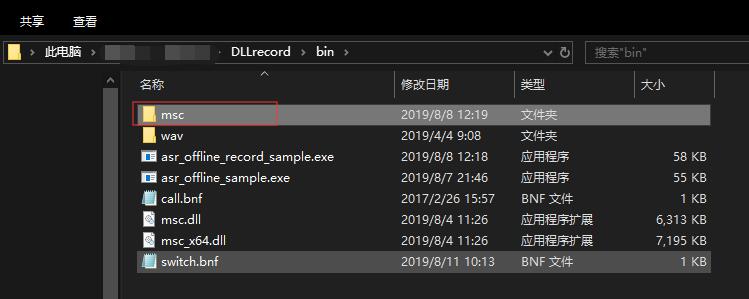 共享 查看
此电脑 DLLrecord bin 搜索"bin"
名称 修改日期 类型 大小
msc 2019/8/8 12:19 文件夹
wav 2019/4/4 9:08 文件夹
asr_offline_record_sample.exe 2019/8/8 12:18 应用程序 58 KB
asr_offline_sample.exe 2019/8/7 21:46 应用程序 55 KB
call.bnf 2017/2/26 15:57 BNF 文件 1 KB
msc.dll 2019/8/4 11:26 应用程序扩展 6,313 KB
msc_x64.dll 2019/8/4 11:26 应用程序扩展 7,195 KB
switch.bnf 2019/8/11 10:13 BNF 文件 1 KB